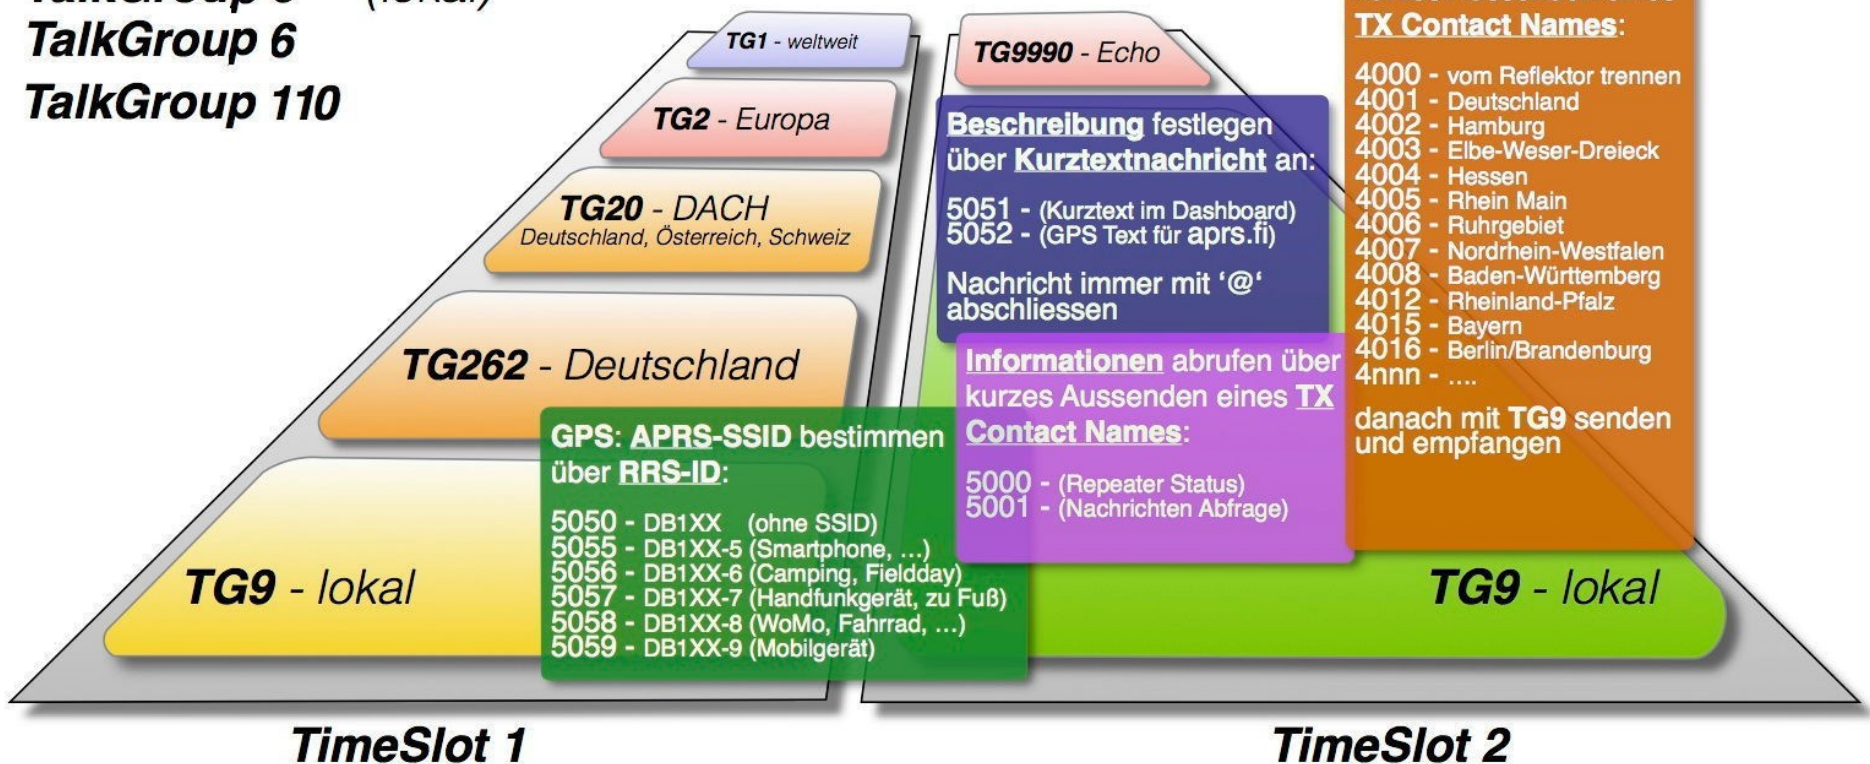 (lokal)
TalkGroup 6
TalkGroup 110
TG1 - weltweit
TG2 - Europa
TG20 - DACH
Deutschland, Österreich, Schweiz
TG262 - Deutschland
TG9 - lokal
GPS: APRS-SSID bestimmen
über RRS-ID:
5050 - DB1XX (ohne SSID)
5055 - DB1XX-5 (Smartphone, ...)
5056 - DB1XX-6 (Camping, Fieldday)
5057 - DB1XX-7 (Handfunkgerät, zu Fuß)
5058 - DB1XX-8 (WoMo, Fahrrad, ...)
5059 - DB1XX-9 (Mobilgerät)
TimeSlot 1
TG9990 - Echo
Beschreibung festlegen
über Kurztextnachricht an:
5051 - (Kurztext im Dashboard)
5052 - (GPS Text für aprs.fi)
Nachricht immer mit ‘@‘
abschliessen
Informationen abrufen über
kurzes Aussenden eines TX
Contact Names:
5000 - (Repeater Status)
5001 - (Nachrichten Abfrage)
TX Contact Names:
4000 - vom Reflektor trennen
4001 - Deutschland
4002 - Hamburg
4003 - Elbe-Weser-Dreieck
4004 - Hessen
4005 - Rhein Main
4006 - Ruhrgebiet
4007 - Nordrhein-Westfalen
4008 - Baden-Württemberg
4012 - Rheinland-Pfalz
4015 - Bayern
4016 - Berlin/Brandenburg
4nnn - ....
danach mit TG9 senden
und empfangen
TG9 - lokal
TimeSlot 2